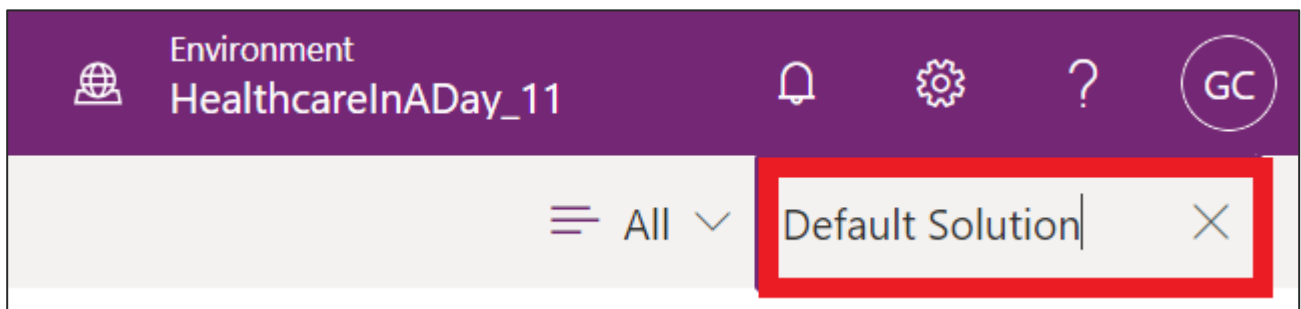 Environment
HealthcareInADay_11
?
GC
All
Default Solution